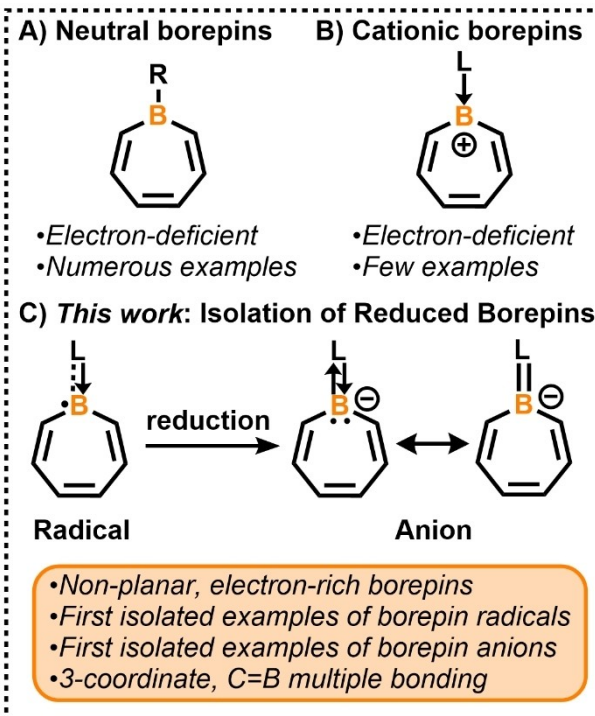 A) Neutral borepins
B) Cationic borepins
R
B
•Electron-deficient
•Numerous examples
L
B
⊕
•Electron-deficient
•Few examples
C) This work: Isolation of Reduced Borepins
L
•B
Radical
reduction
L
B ⊖
L
B ⊖
Anion
•Non-planar, electron-rich borepins
•First isolated examples of borepin radicals
•First isolated examples of borepin anions
•3-coordinate, C=B multiple bonding